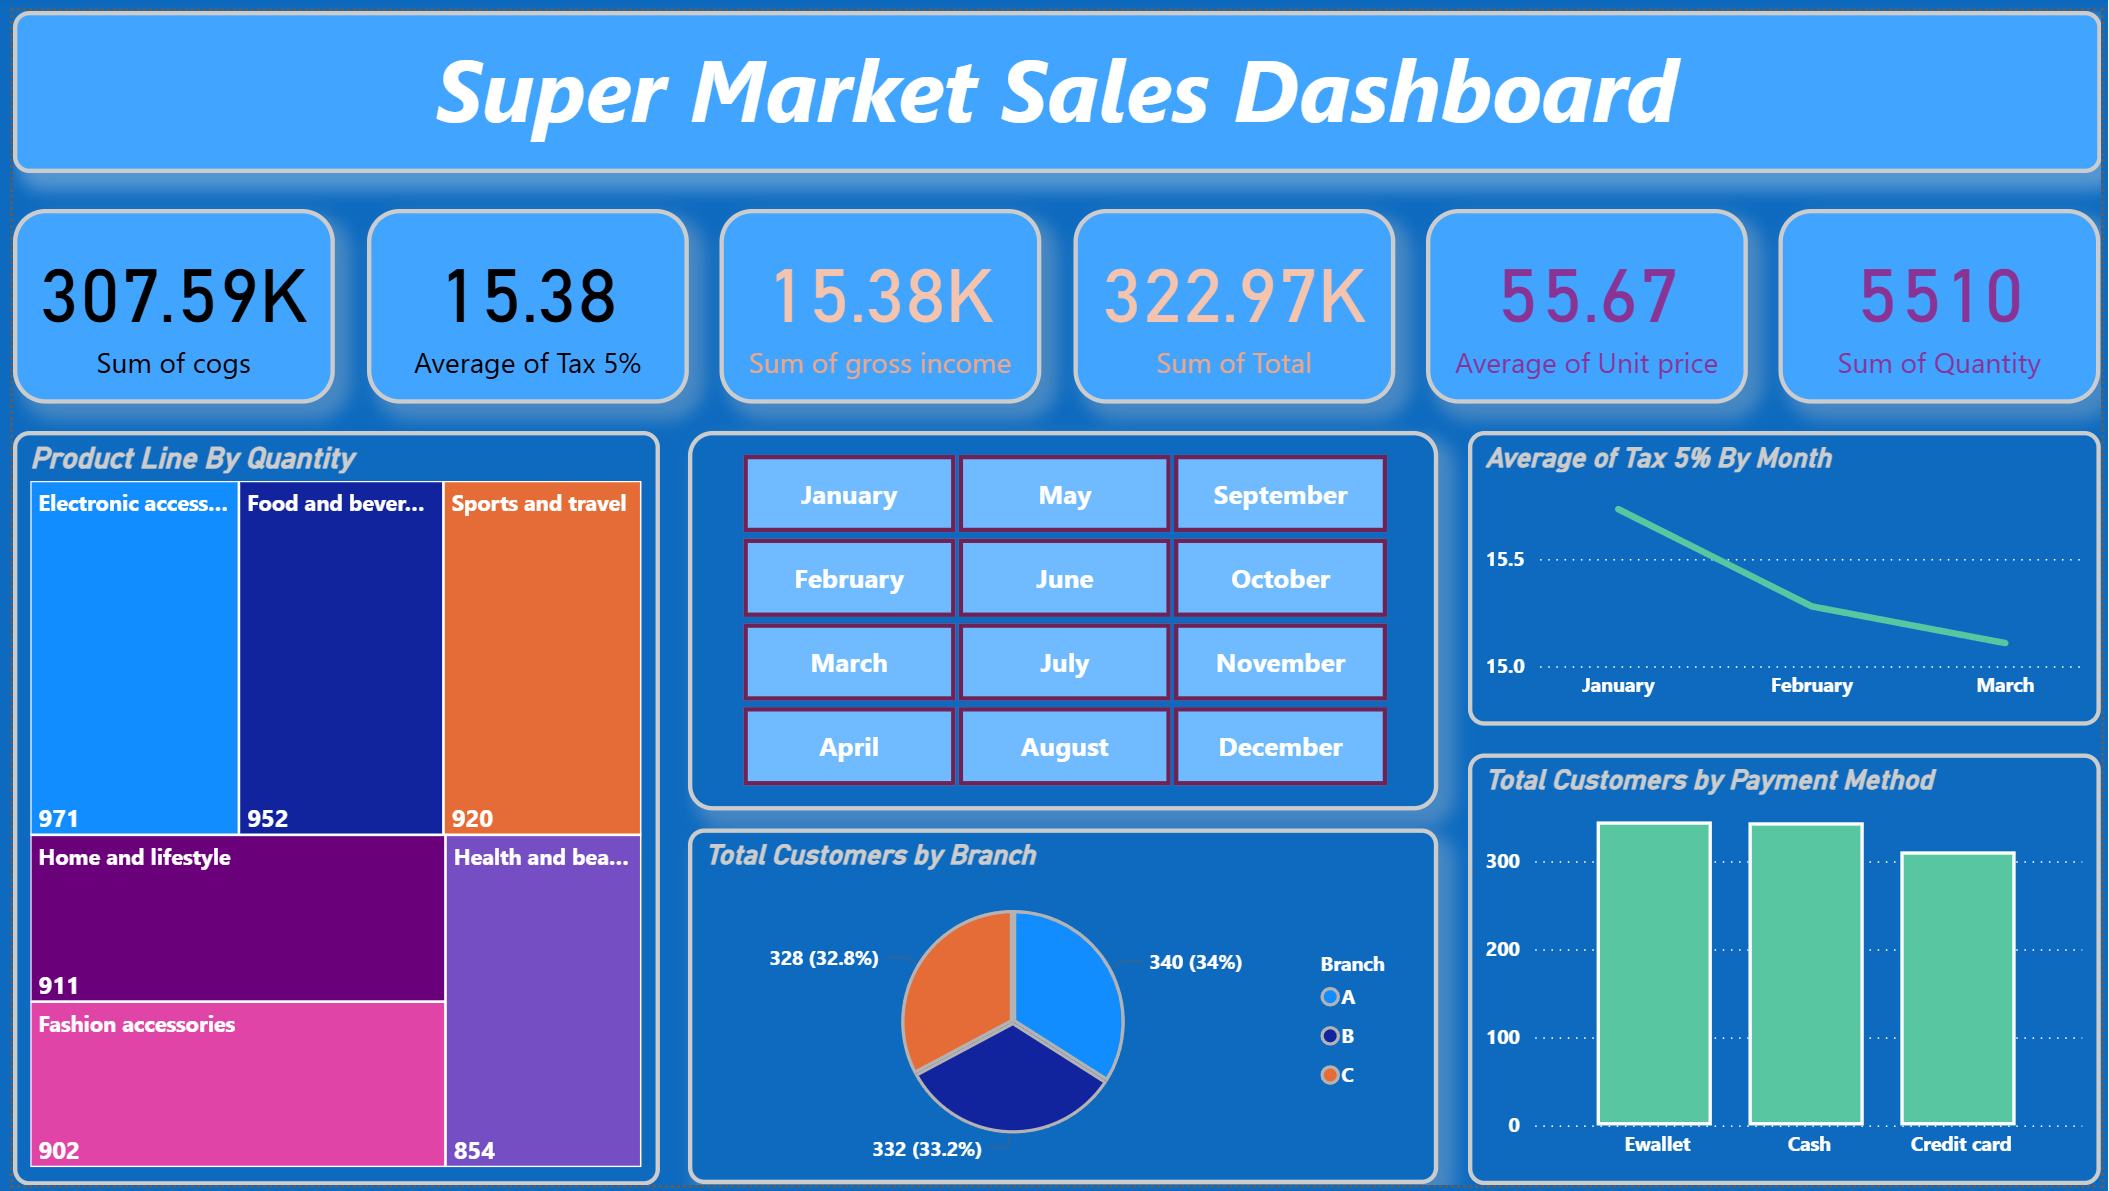 Super Market Sales Dashboard
307.59K
Sum of cogs
15.38
Average of Tax 5%
15.38K
Sum of gross income
322.97K
Sum of Total
55.67
Average of Unit price
5510
Sum of Quantity
Product Line By Quantity
Electronic access...
971
Food and bever...
952
Sports and travel
920
Home and lifestyle
911
Fashion accessories
902
Health and bea...
854
January
May
September
February
June
October
March
July
November
April
August
December
Total Customers by Branch
328 (32.8%)
340 (34%)
332 (33.2%)
Branch
A
B
C
Average of Tax 5% By Month
15.5
15.0
January
February
March
Total Customers by Payment Method
300
200
100
0
Ewallet
Cash
Credit card